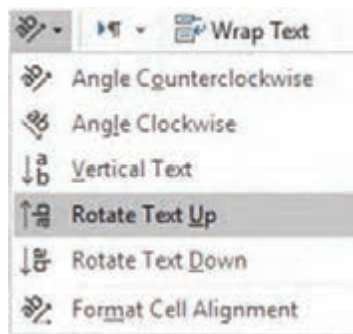 Wrap Text
Angle Counterclockwise
Angle Clockwise
Vertical Text
Rotate Text Up
Rotate Text Down
Format Cell Alignment